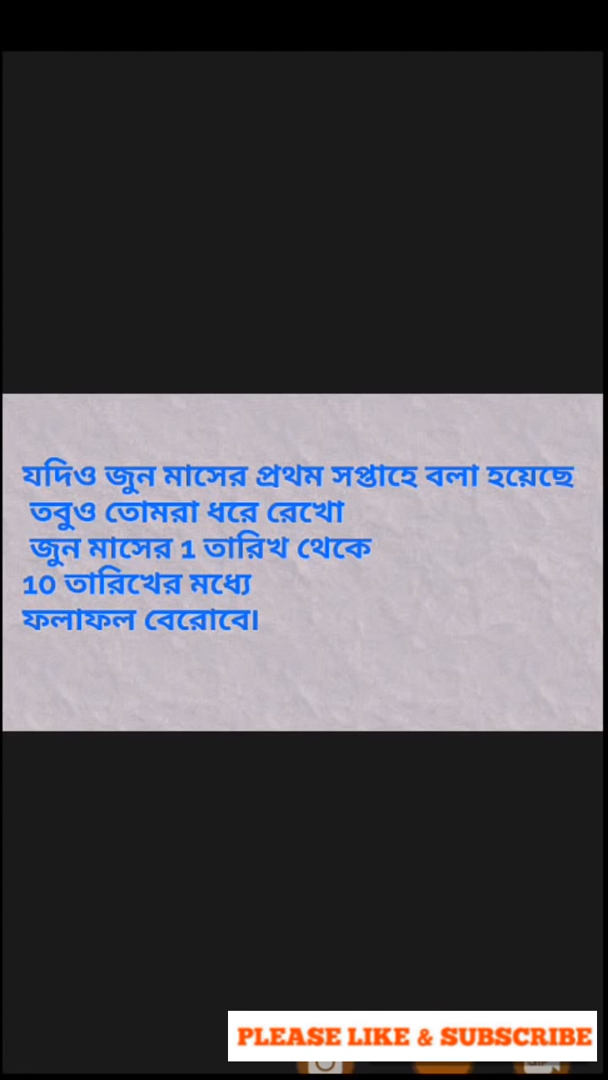 যদিও জুন মাসের প্রথম সপ্তাহে বলা হয়েছে
তবুও তোমরা ধরে রেখো
জুন মাসের 1 তারিখ থেকে
10 তারিখের মধ্যে
ফলাফল বেরোবে।
PLEASE LIKE & SUBSCRIBE